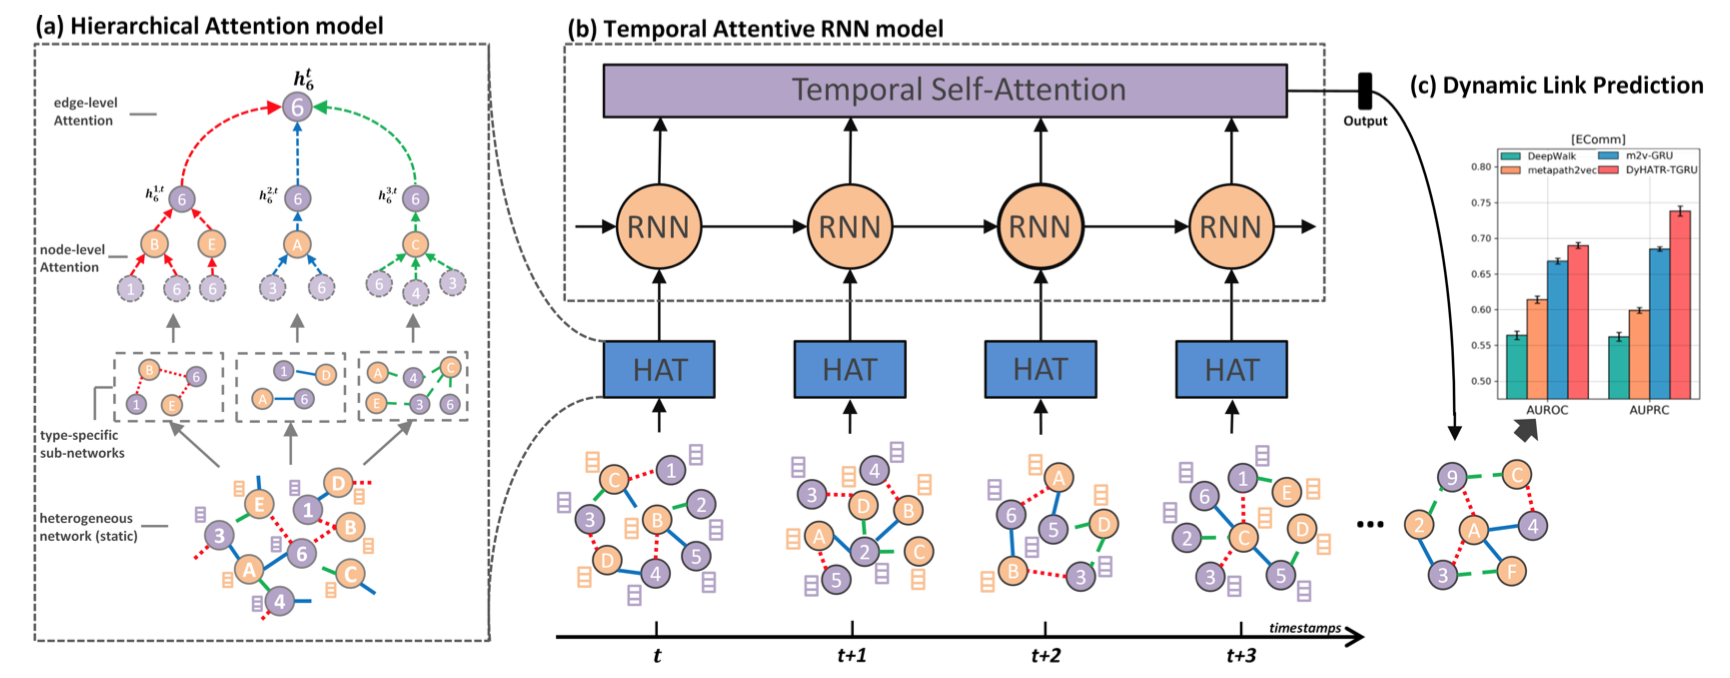 (a) Hierarchical Attention model
h_6^t
6
edge-level
Attention
h_6^{1,t}
6
h_6^{2,t}
6
h_6^{3,t}
6
node-level
Attention
B
E
A
C
1
6
6
3
6
6
4
3
B
6
1
E
1
D
A
6
A
4
C
E
3
6
type-specific
sub-networks
heterogeneous
network (static)
E
D
1
B
3
6
A
C
4
(b) Temporal Attentive RNN model
Temporal Self-Attention
Output
RNN
RNN
RNN
RNN
HAT
HAT
HAT
HAT
C
1
3
2
B
D
4
5
4
3
D
B
A
2
C
5
A
6
5
D
B
3
1
6
E
2
C
D
3
5
...
timestamps
t
t+1
t+2
t+3
(c) Dynamic Link Prediction
[EComm]
DeepWalk
m2v-GRU
metapath2vec
DyHATR-TGRU
0.80
0.75
0.70
0.65
0.60
0.55
0.50
AUROC
AUPRC
9
C
2
A
4
3
F